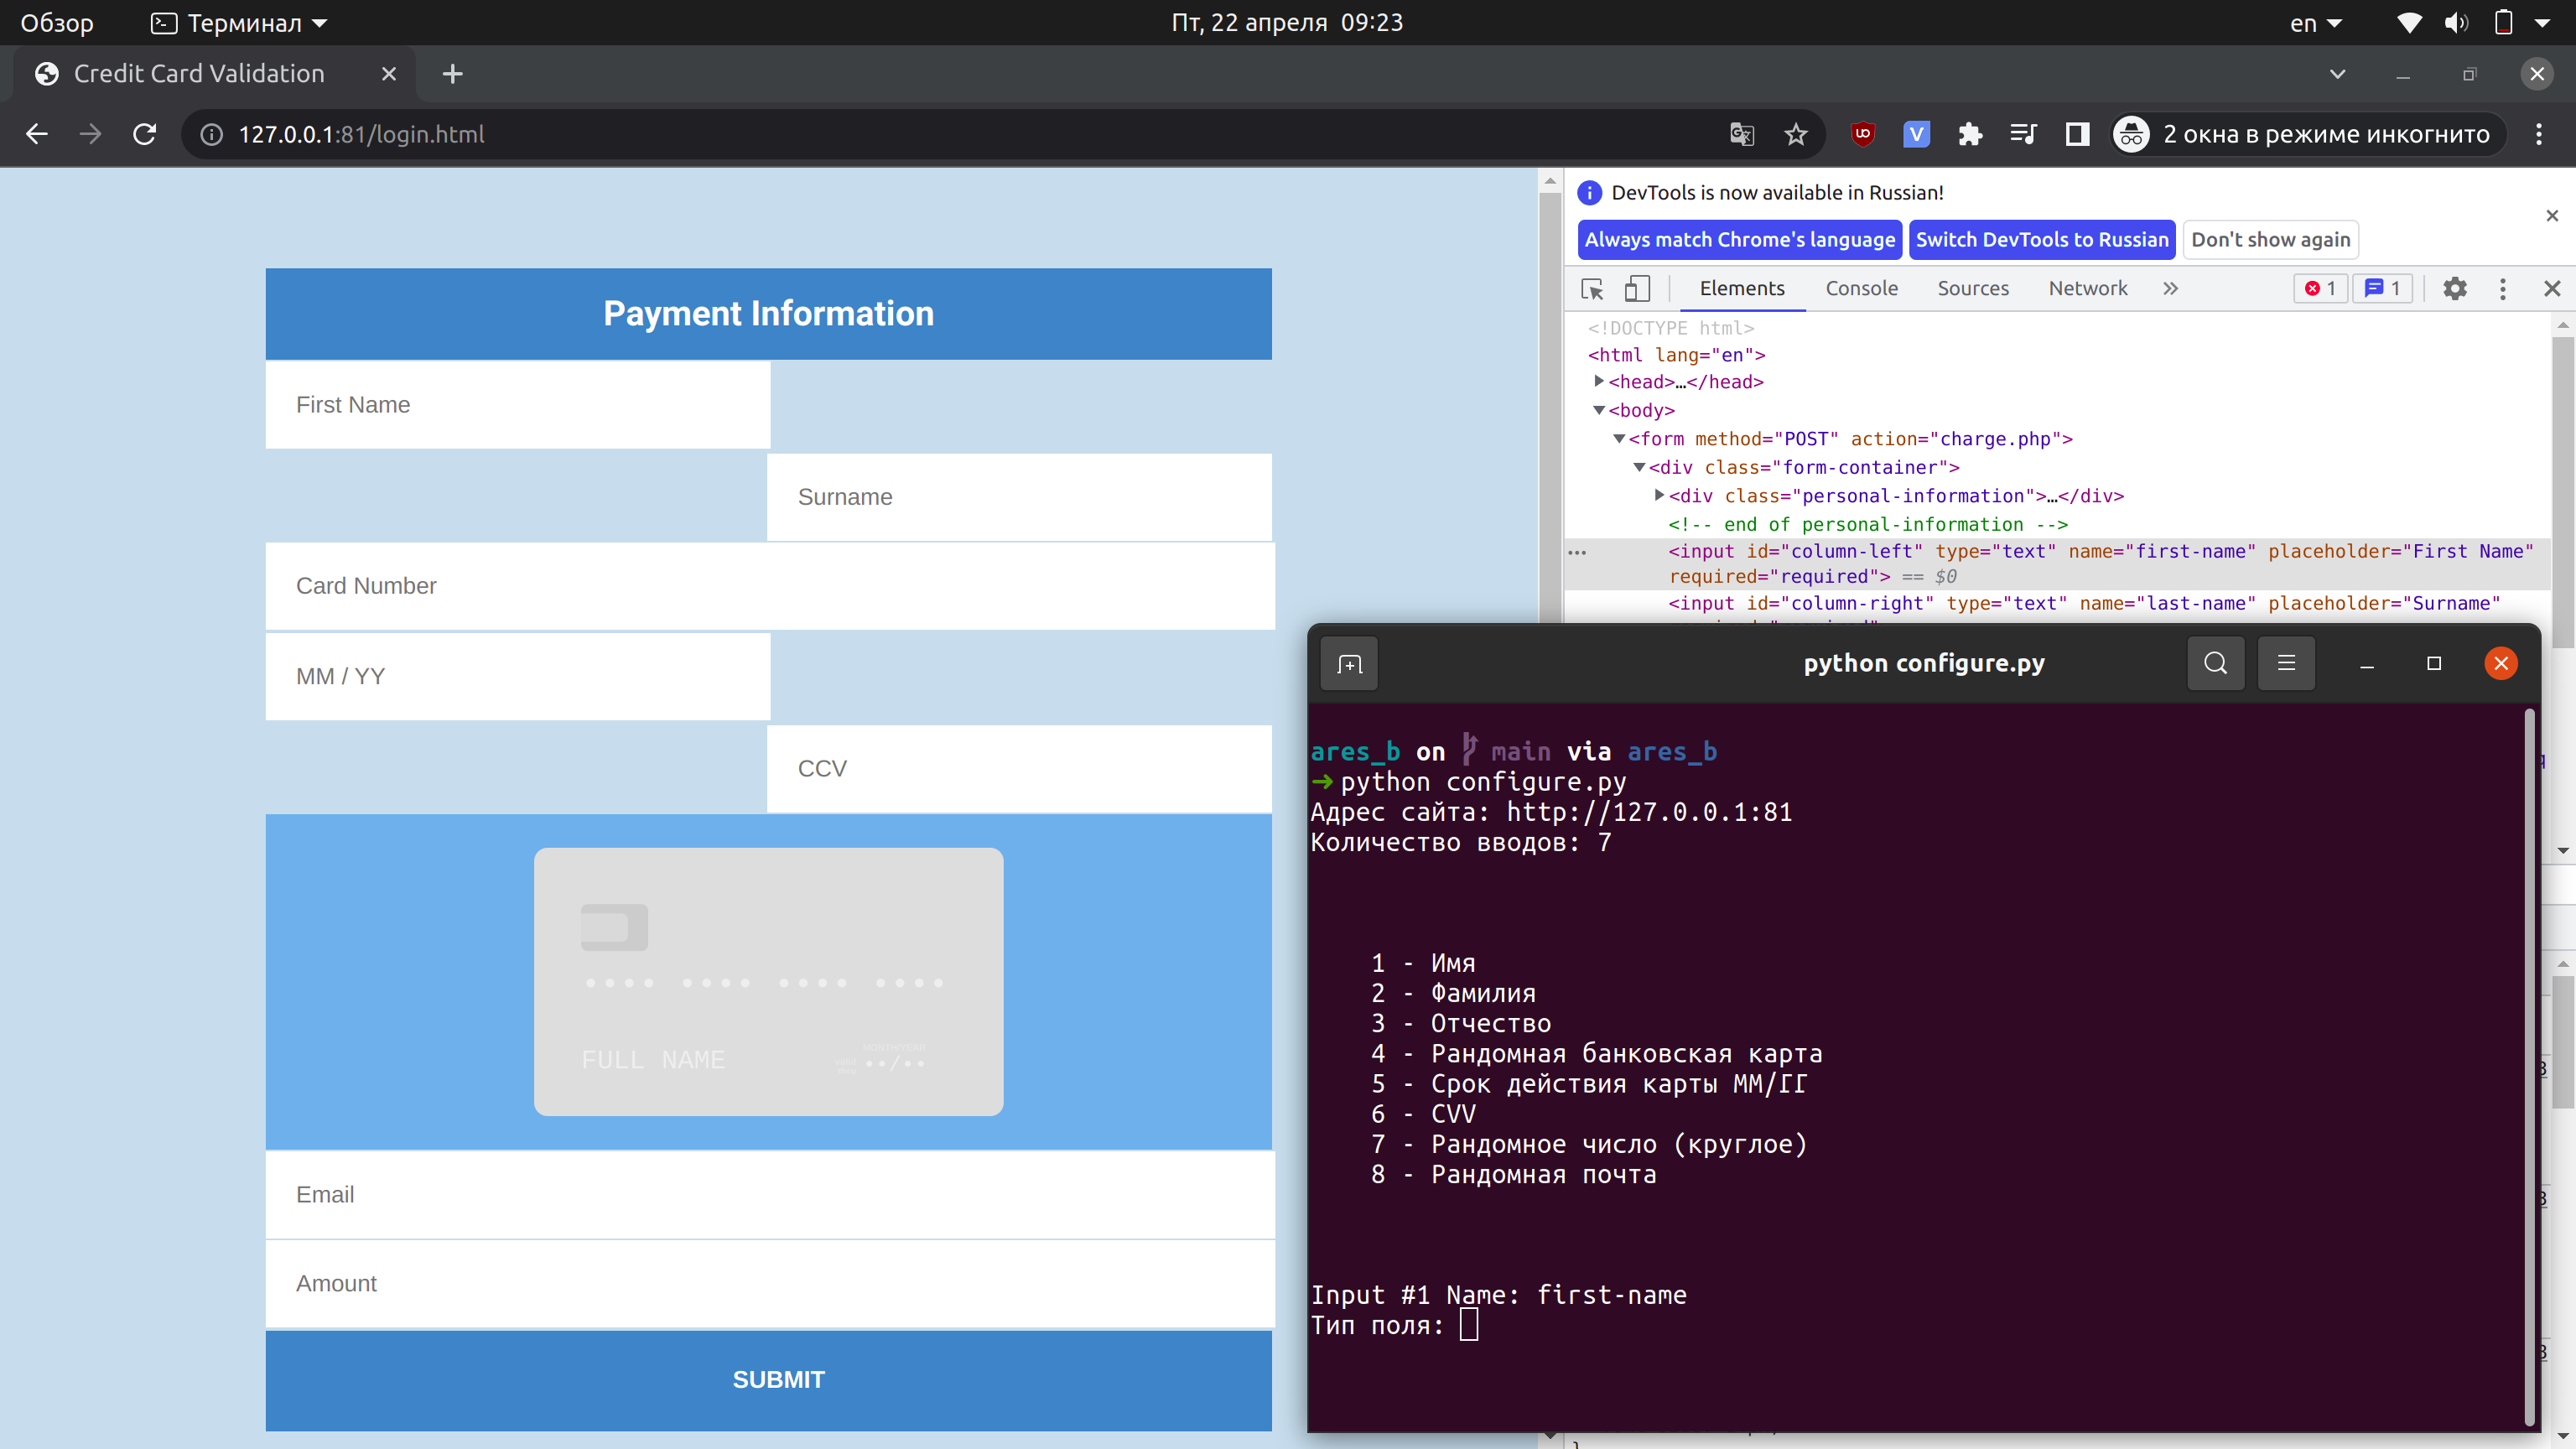 Обзор
Терминал
Пт, 22 апреля 09:23
en
Credit Card Validation
127.0.0.1:81/login.html
2 окна в режиме инкогнито
Payment Information
First Name
Surname
Card Number
MM / YY
CCV
FULL NAME
MONTH/YEAR
Email
Amount
SUBMIT
DevTools is now available in Russian!
Always match Chrome's language
Switch DevTools to Russian
Don't show again
Elements
Console
Sources
Network
1
1
<!DOCTYPE html>
<html lang="en">
<head>…</head>
<body>
<form method="POST" action="charge.php">
<div class="form-container">
<div class="personal-information">…</div>
<!-- end of personal-information -->
<input id="column-left" type="text" name="first-name" placeholder="First Name"
required="required"> == $0
<input id="column-right" type="text" name="last-name" placeholder="Surname"
python configure.py
ares_b on main via ares_b
➜ python configure.py
Адрес сайта: http://127.0.0.1:81
Количество вводов: 7
1 - Имя
2 - Фамилия
3 - Отчество
4 - Рандомная банковская карта
5 - Срок действия карты ММ/ГГ
6 - CVV
7 - Рандомное число (круглое)
8 - Рандомная почта
Input #1 Name: first-name
Тип поля: